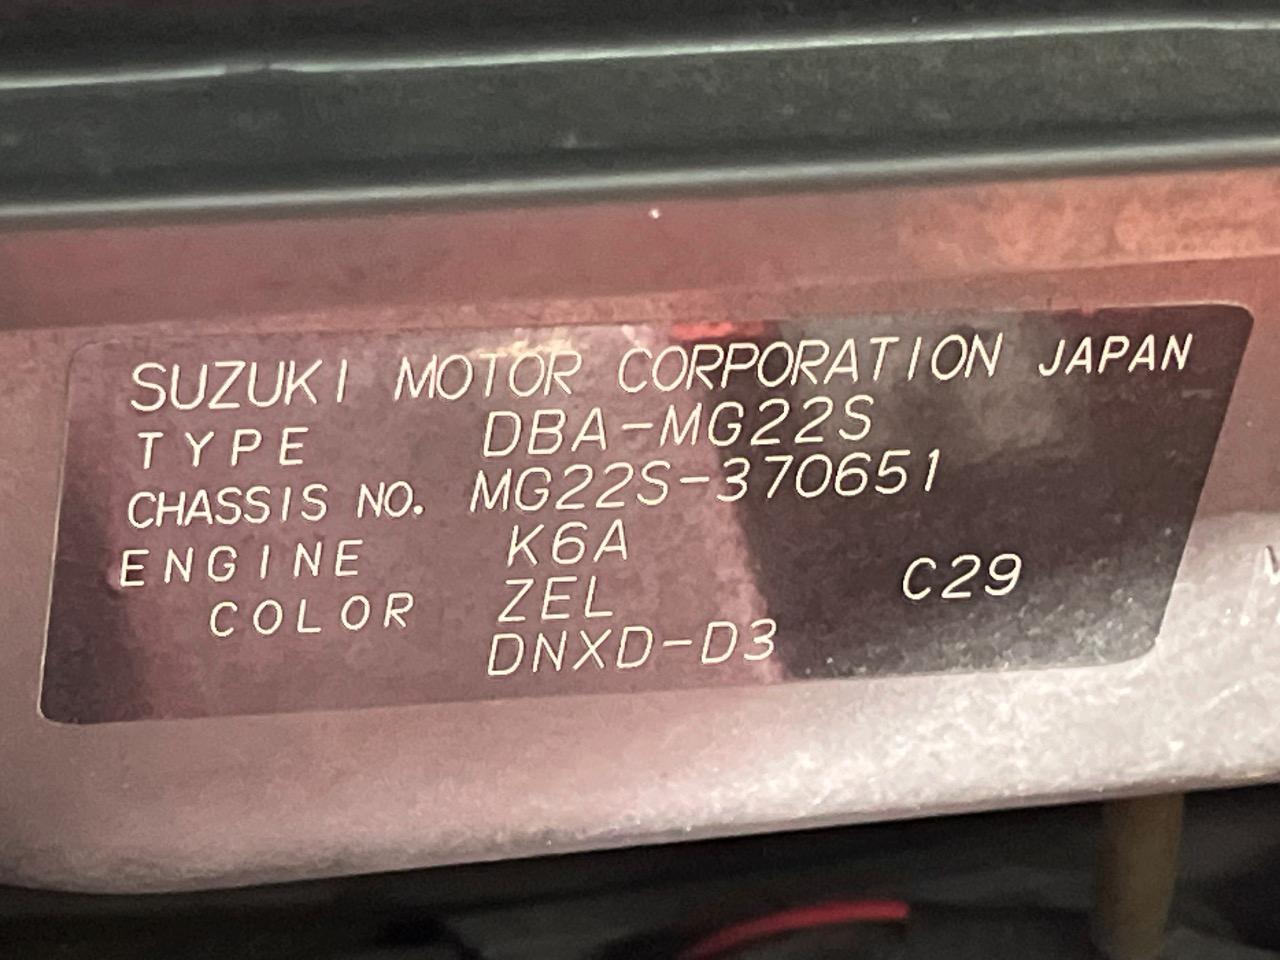 SUZUKI MOTOR CORPORATION JAPAN
TYPE DBA-MG22S
CHASSIS NO. MG22S-370651
ENGINE K6A
COLOR ZEL C29
DNXD-D3